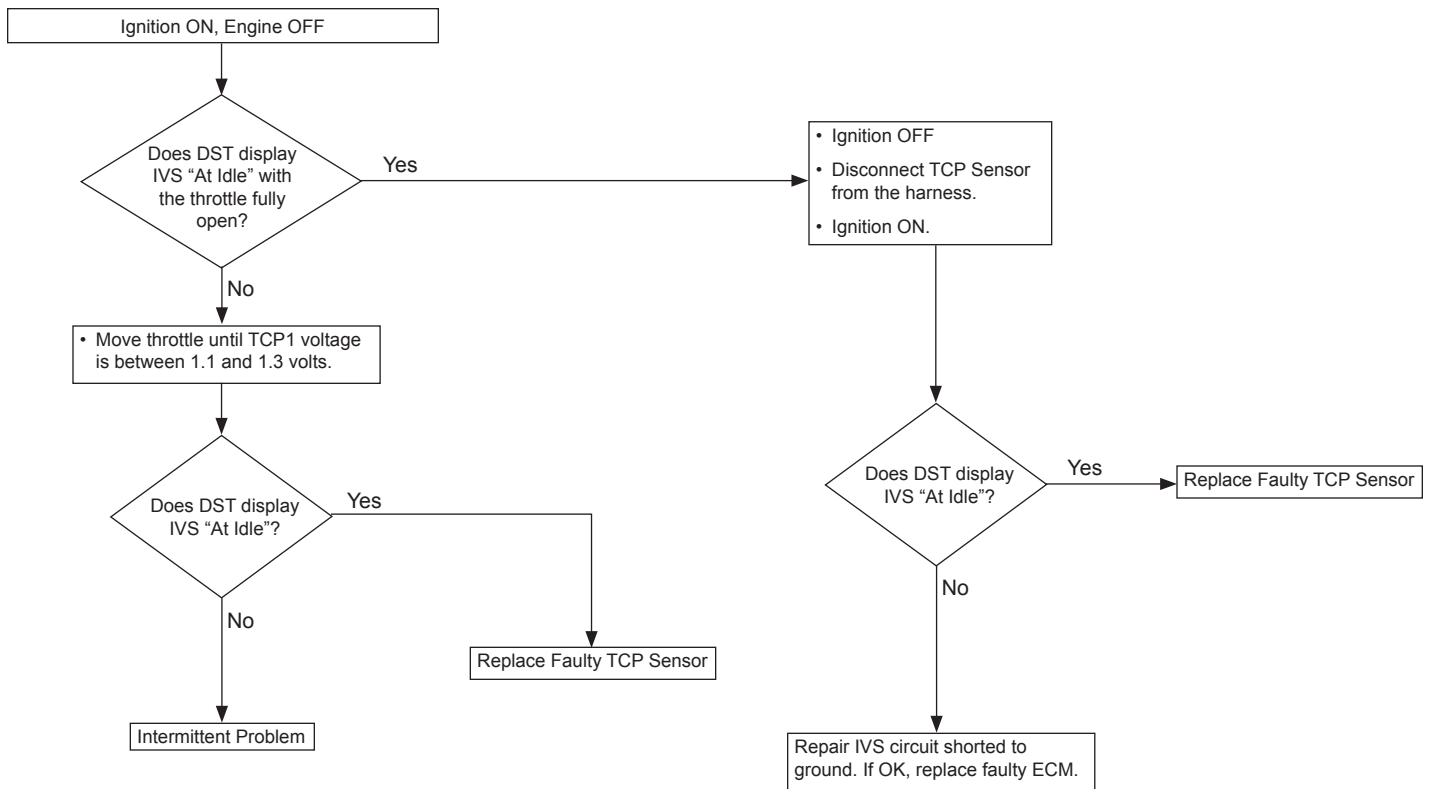 Ignition ON, Engine OFF
Does DST display
IVS “At Idle” with
the throttle fully
open?
Yes
• Ignition OFF
• Disconnect TCP Sensor
from the harness.
• Ignition ON.
No
• Move throttle until TCP1 voltage
is between 1.1 and 1.3 volts.
Does DST display
IVS “At Idle”?
Yes
Replace Faulty TCP Sensor
No
Intermittent Problem
Does DST display
IVS “At Idle”?
Yes
Replace Faulty TCP Sensor
No
Repair IVS circuit shorted to
ground. If OK, replace faulty ECM.